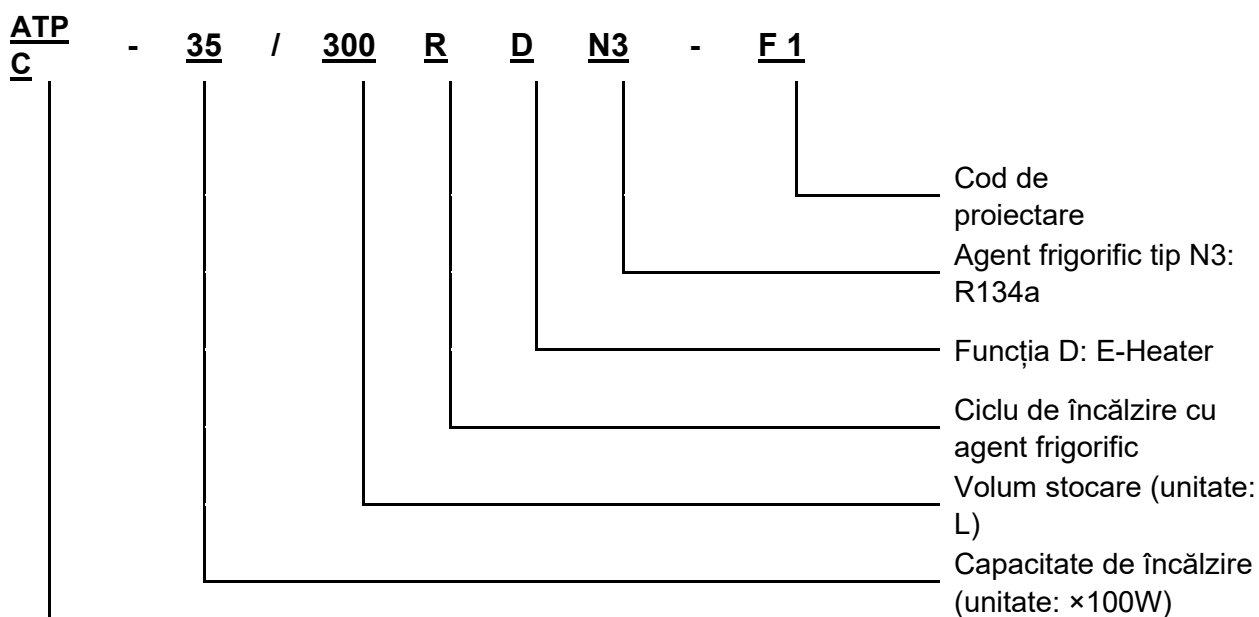 ATP
C - 35 / 300 R D N3 - F 1
Cod de
proiectare
Agent frigorific tip N3:
R134a
Funcția D: E-Heater
Ciclu de încălzire cu
agent frigorific
Volum stocare (unitate:
L)
Capacitate de încălzire
(unitate: ×100W)